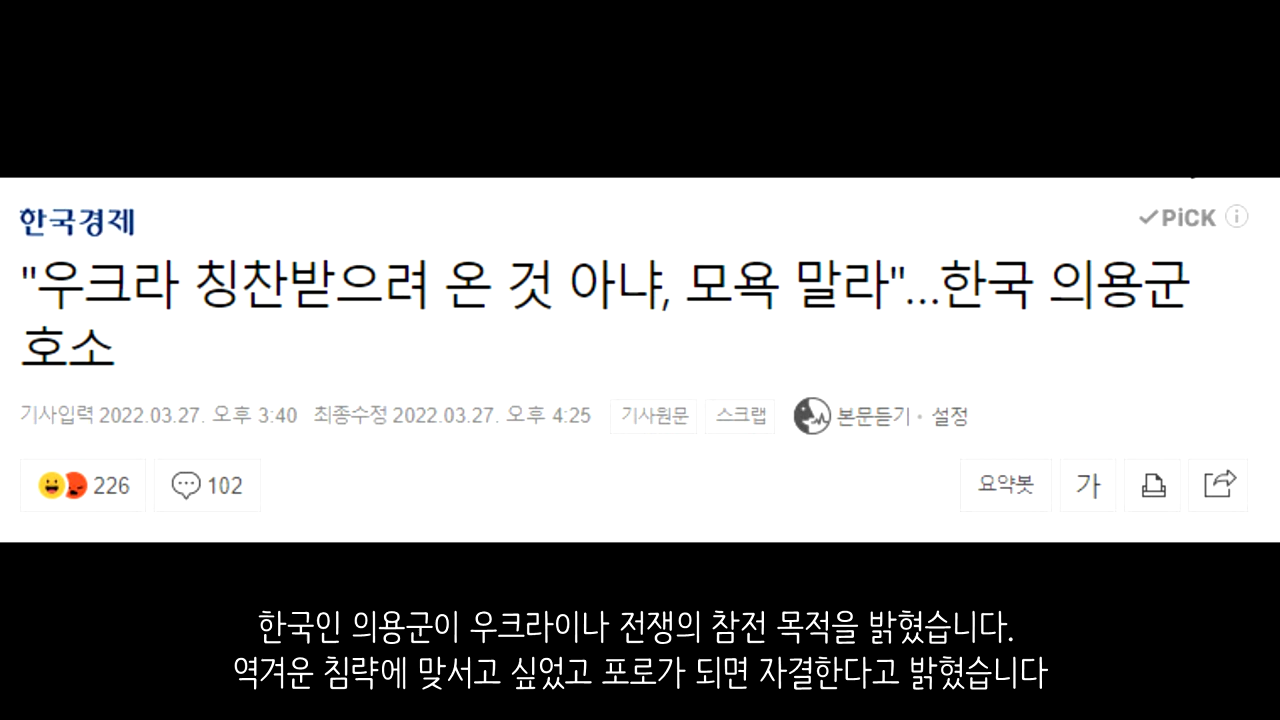 한국경제
✓PiCK ⓘ
"우크라 칭찬받으려 온 것 아냐, 모욕 말라"...한국 의용군
호소
기사입력 2022.03.27. 오후 3:40 최종수정 2022.03.27. 오후 4:25 기사원문 스크랩 본문듣기 · 설정
226 102 요약봇 가
한국인 의용군이 우크라이나 전쟁의 참전 목적을 밝혔습니다.
역겨운 침략에 맞서고 싶었고 포로가 되면 자결한다고 밝혔습니다